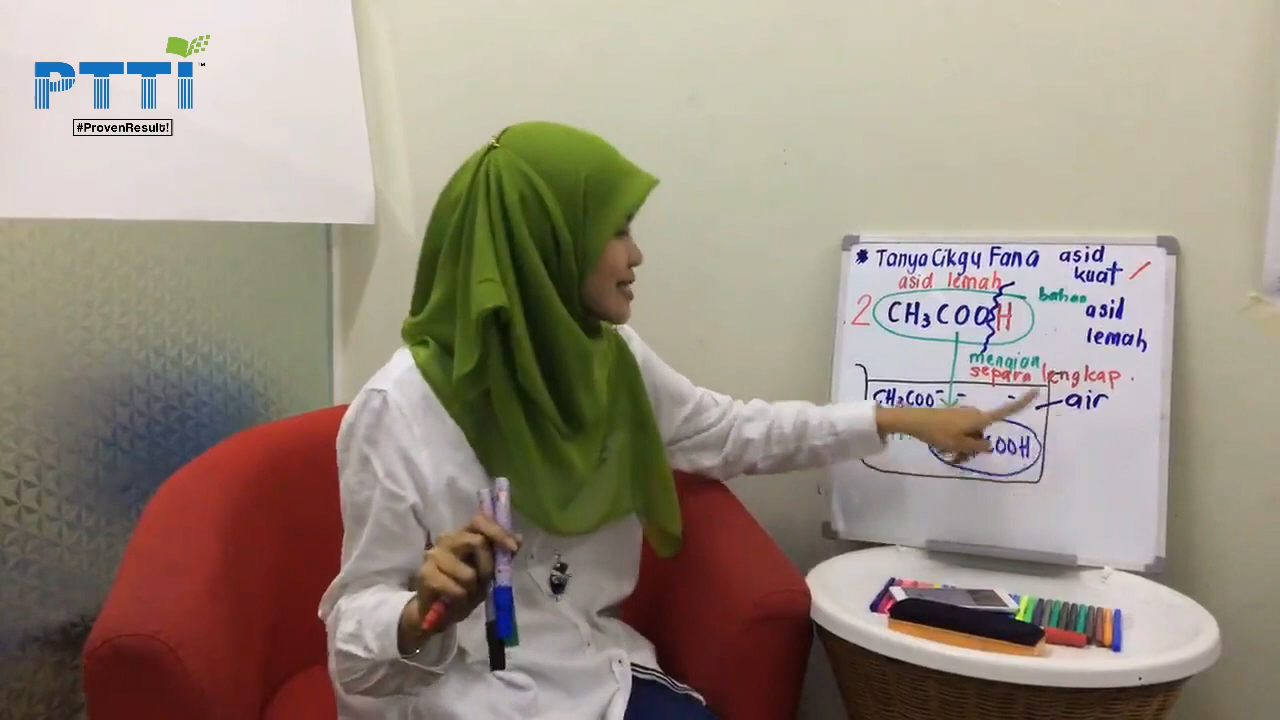 PTTI
™
#ProvenResult!
* Tanya Cikgu Fana
asid kuat /
asid lemah
2 CH₃COOH
bahan
asid
lemah
mengion
separa lengkap.
CH₃COO⁻
air
COOH